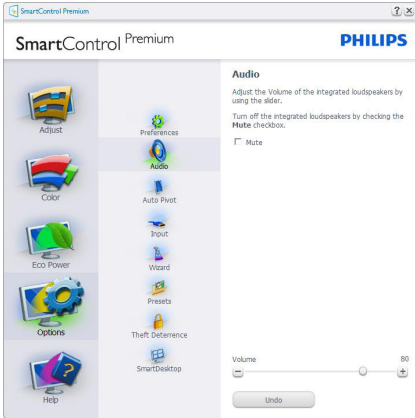 SmartControl Premium
SmartControl Premium
PHILIPS
Adjust
Color
Eco Power
Options
Help
Preferences
Audio
Auto Pivot
Input
Wizard
Presets
Theft Deterrence
SmartDesktop
Audio
Adjust the Volume of the integrated loudspeakers by
using the slider.
Turn off the integrated loudspeakers by checking the
Mute checkbox.
Mute
Volume 80
Undo